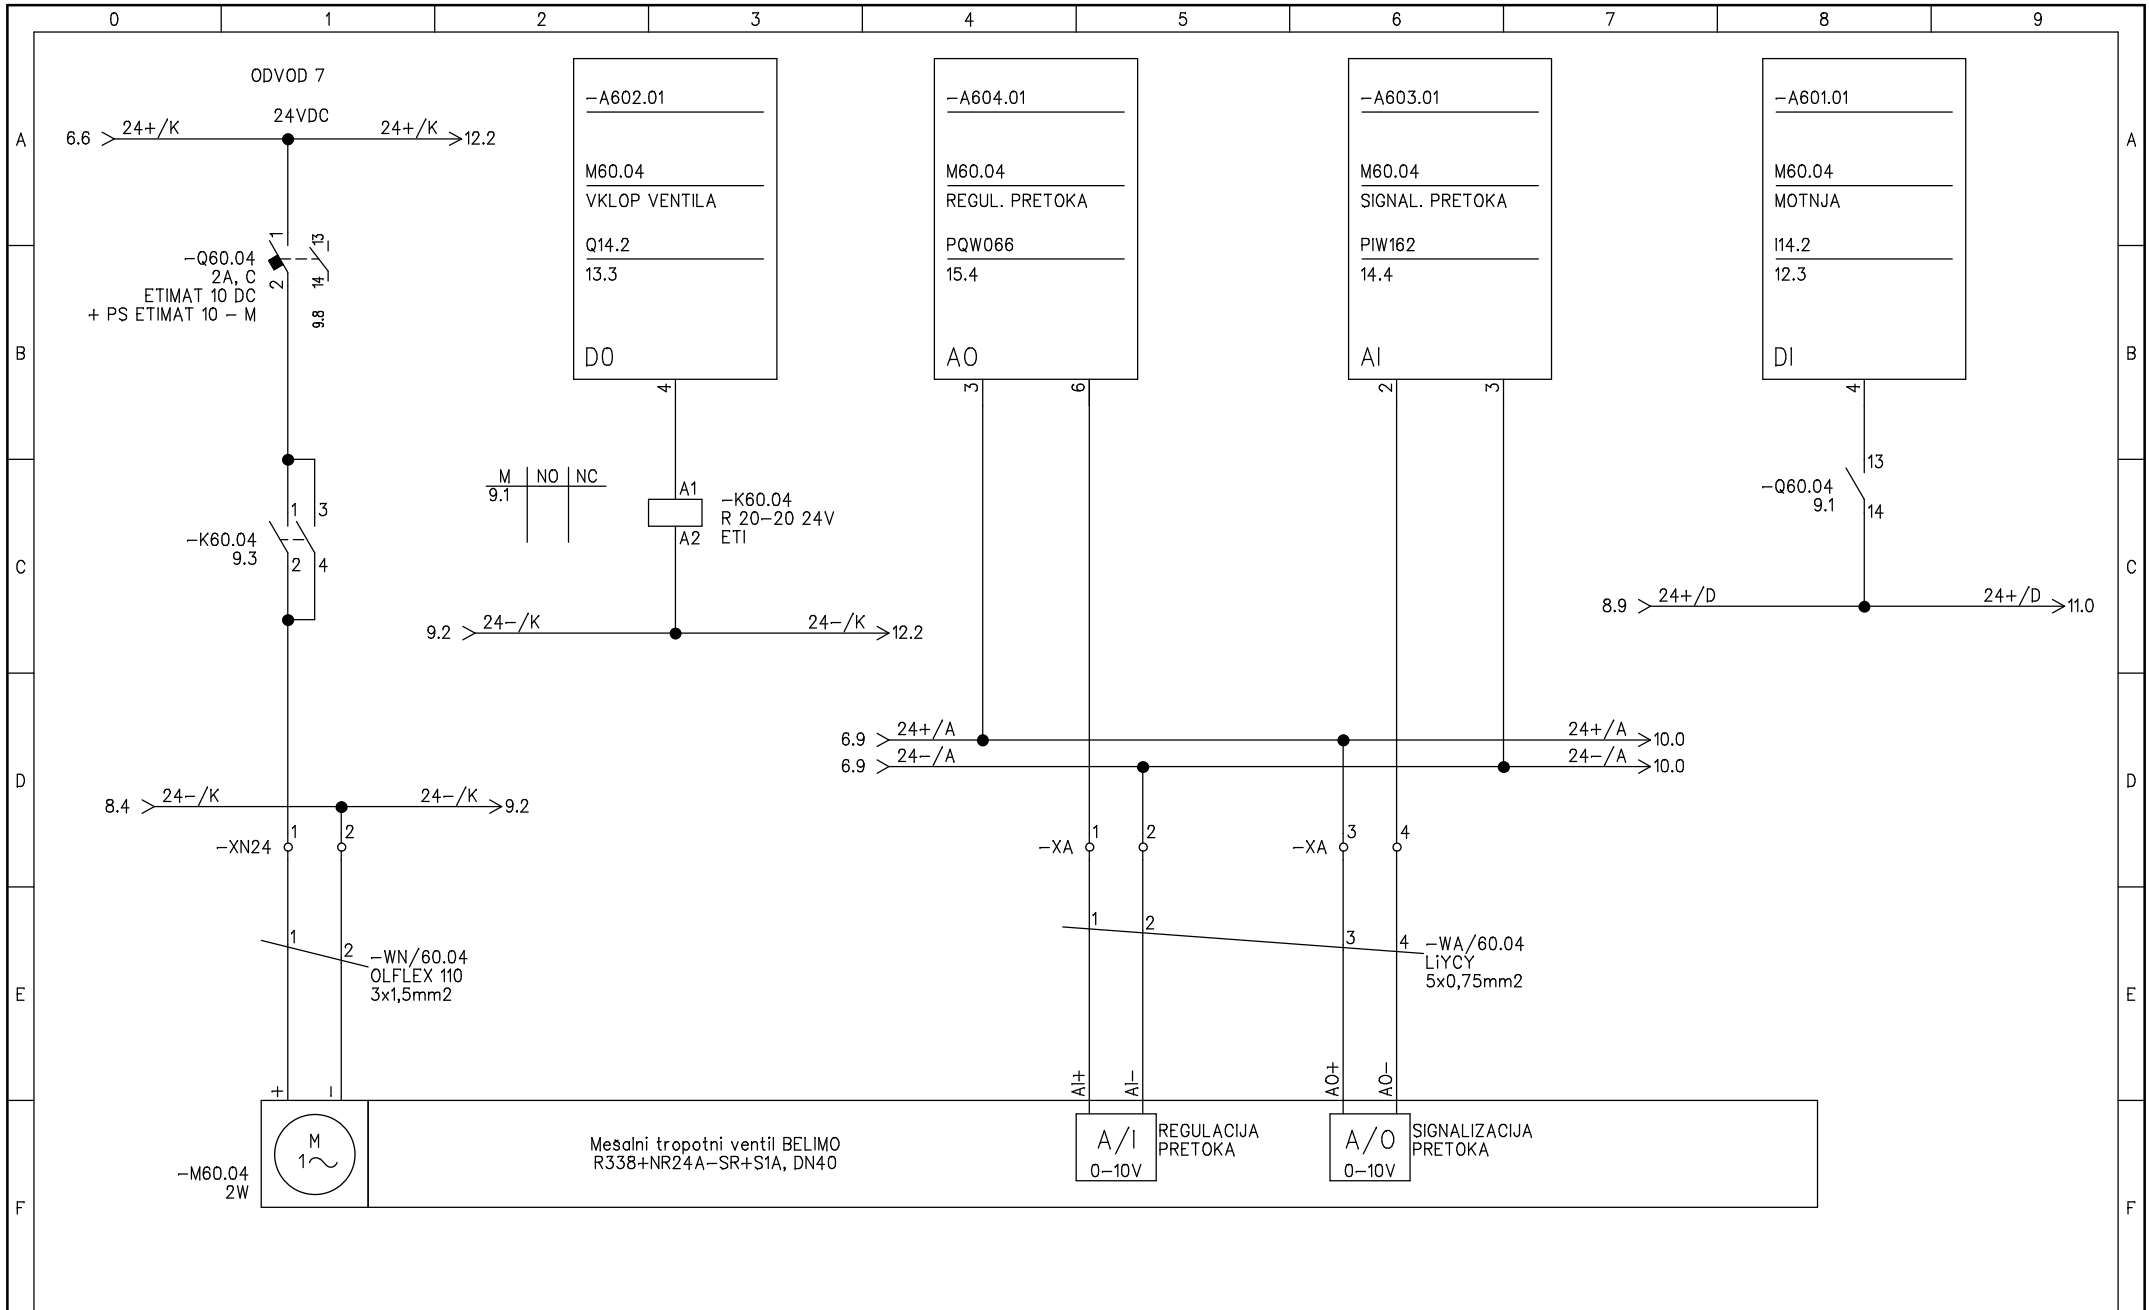 0 1 2 3 4 5 6 7 8 9
ODVOD 7
24VDC
6.6 24+/K 24+/K 12.2
A A
-Q60.04
2A, C
ETIMAT 10 DC
+ PS ETIMAT 10 - M
1 2 13 14 9.8
-A602.01
M60.04
VKLOP VENTILA
Q14.2
13.3
DO
4
-A604.01
M60.04
REGUL. PRETOKA
PQW066
15.4
AO
3 6
-A603.01
M60.04
SIGNAL. PRETOKA
PIW162
14.4
AI
2 3
-A601.01
M60.04
MOTNJA
I14.2
12.3
DI
4
B B
M NO NC
9.1
A1
A2
-K60.04
R 20-20 24V
ETI
-K60.04
9.3
1 3
2 4
-Q60.04
9.1
13
14
C C
9.2 24-/K 24-/K 12.2
8.9 24+/D 24+/D 11.0
6.9 24+/A 24+/A 10.0
6.9 24-/A 24-/A 10.0
D D
8.4 24-/K 24-/K 9.2
-XN24 1 2
-XA 1 2
-XA 3 4
1 2
-WN/60.04
OLFLEX 110
3x1,5mm2
1 2 3 4
-WA/60.04
LiYCY
5x0,75mm2
E E
+ -
AI+ AI- AO+ AO-
M
1~
-M60.04
2W
Mešalni tropotni ventil BELIMO
R338+NR24A-SR+S1A, DN40
A/I
0-10V
REGULACIJA
PRETOKA
A/O
0-10V
SIGNALIZACIJA
PRETOKA
F F